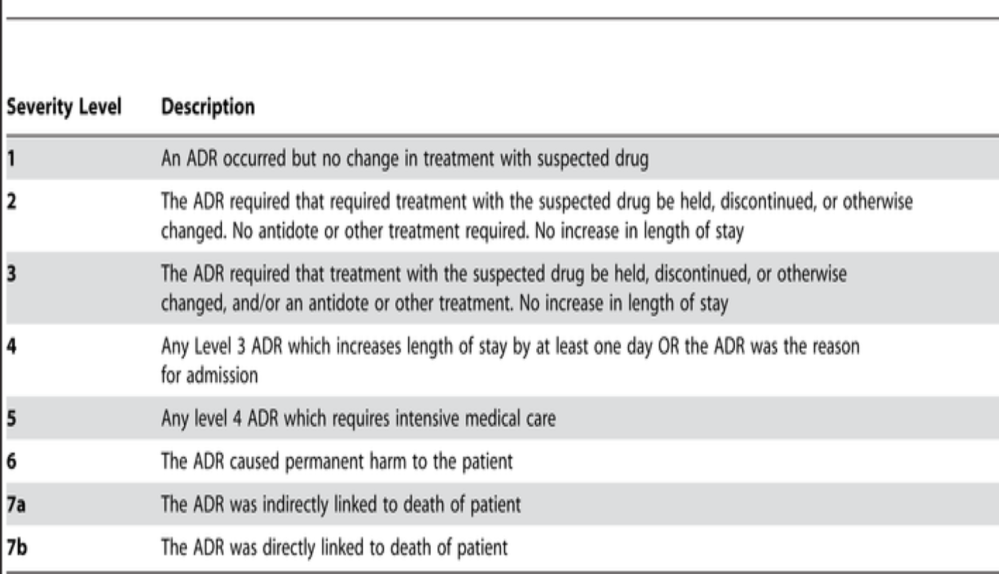 Severity Level Description
1 An ADR occurred but no change in treatment with suspected drug
2 The ADR required that required treatment with the suspected drug be held, discontinued, or otherwise
changed. No antidote or other treatment required. No increase in length of stay
3 The ADR required that treatment with the suspected drug be held, discontinued, or otherwise
changed, and/or an antidote or other treatment. No increase in length of stay
4 Any Level 3 ADR which increases length of stay by at least one day OR the ADR was the reason
for admission
5 Any level 4 ADR which requires intensive medical care
6 The ADR caused permanent harm to the patient
7a The ADR was indirectly linked to death of patient
7b The ADR was directly linked to death of patient